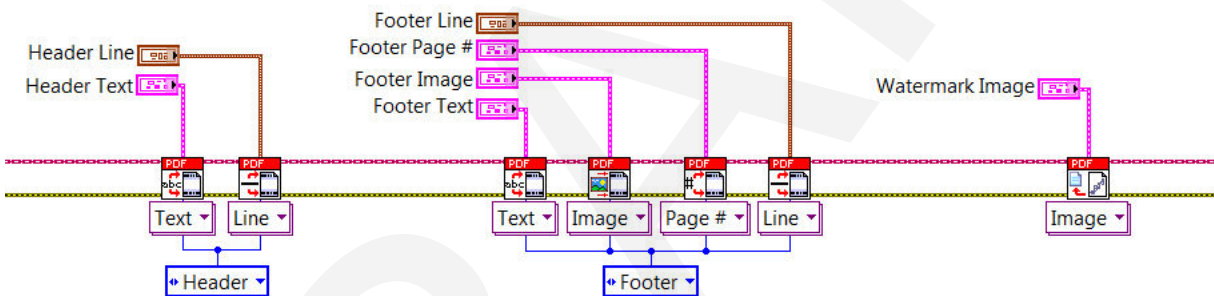 Footer Line
Header Line
Footer Page #
Header Text
Footer Image
Watermark Image
Footer Text
PDF PDF PDF PDF PDF PDF PDF
abc abc #
Text Line Text Image Page # Line Image
Header Footer